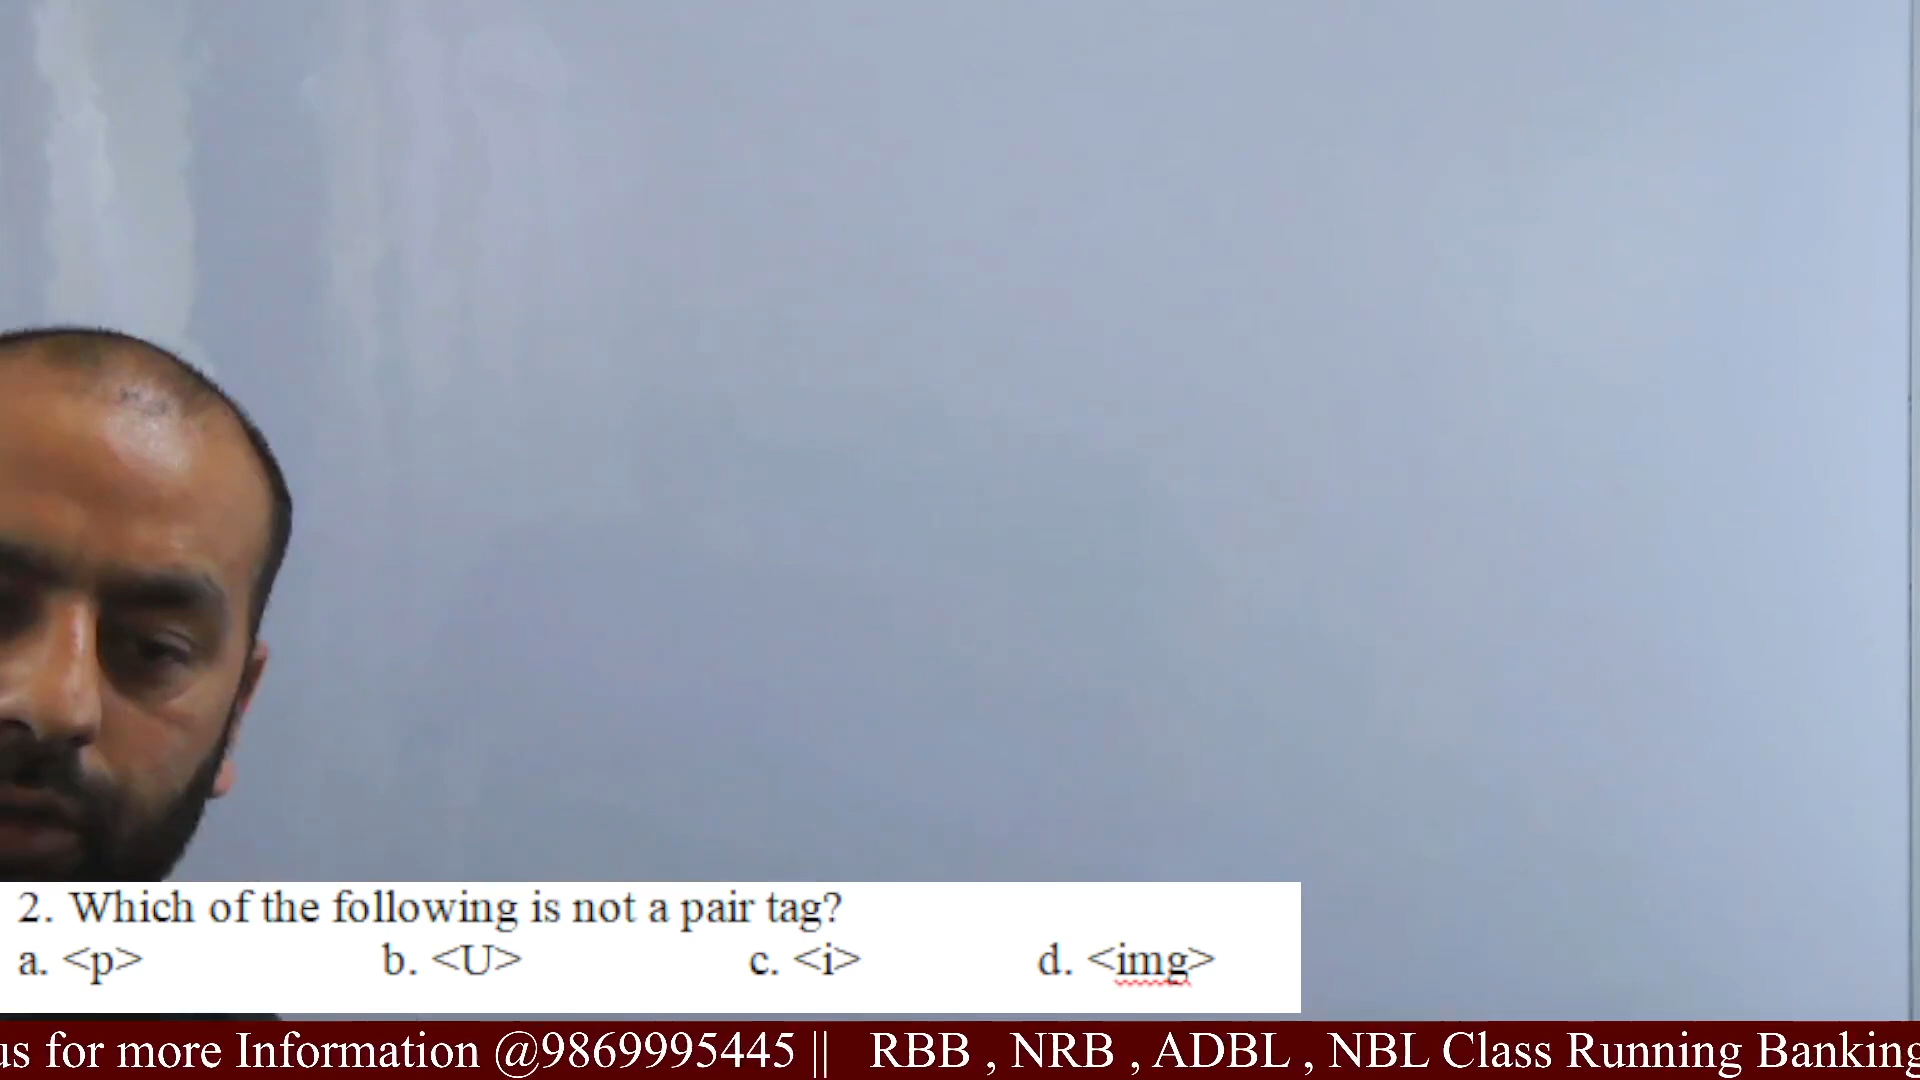 2. Which of the following is not a pair tag?
a. <p> b. <U> c. <i> d. <img>
us for more Information @9869995445 || RBB , NRB , ADBL , NBL Class Running Banking